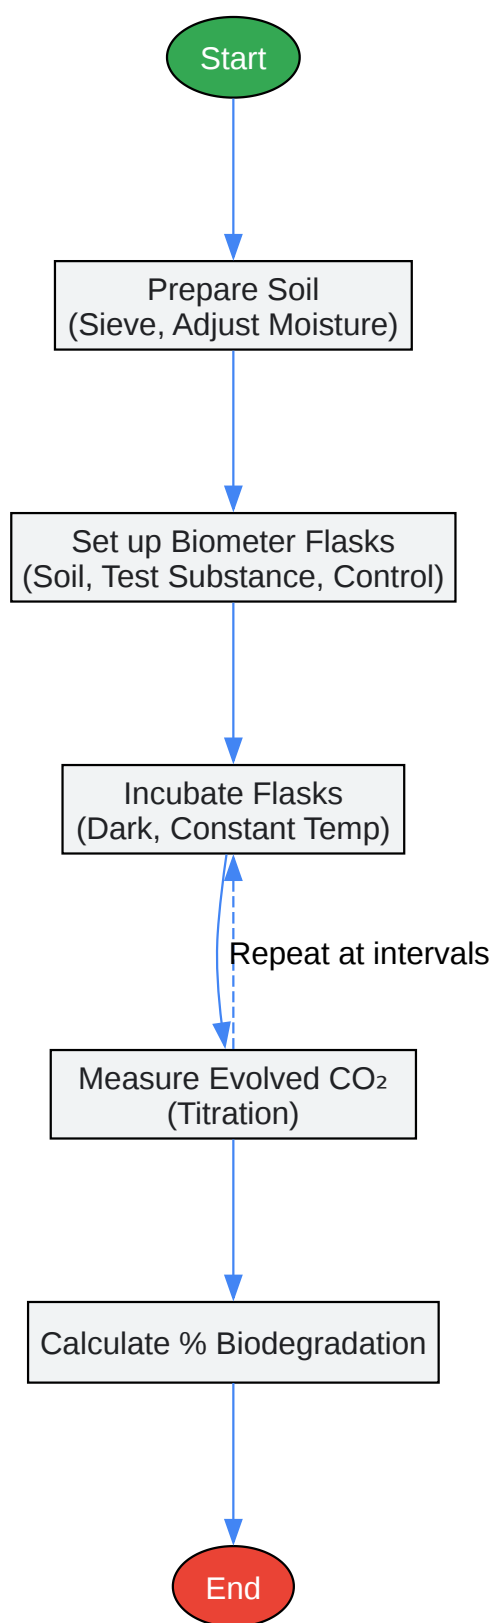 Start
Prepare Soil
(Sieve, Adjust Moisture)
Set up Biometer Flasks
(Soil, Test Substance, Control)
Incubate Flasks
(Dark, Constant Temp)
Repeat at intervals
Measure Evolved CO₂
(Titration)
Calculate % Biodegradation
End